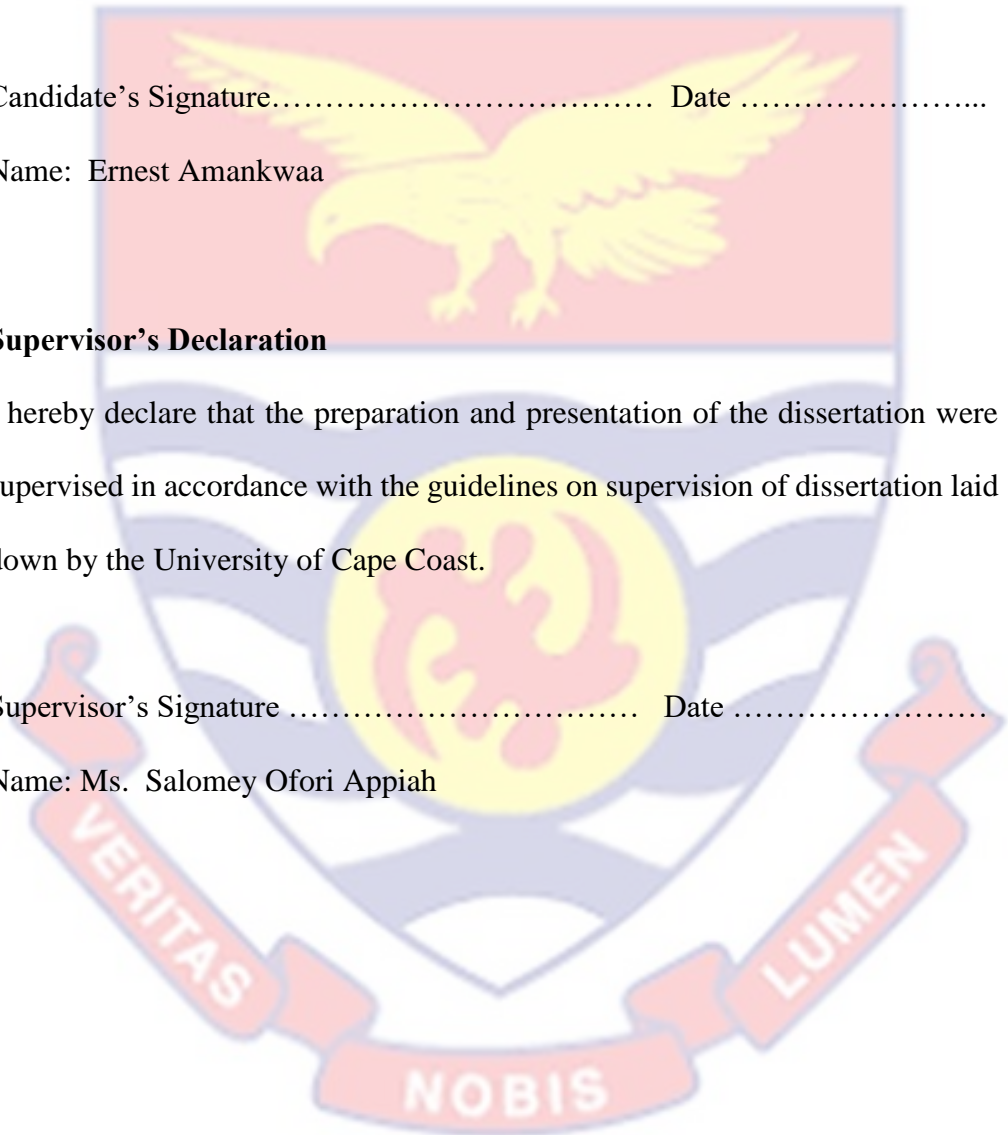 Candidate's Signature……………………………… Date …………………...
Name: Ernest Amankwaa
Supervisor's Declaration
hereby declare that the preparation and presentation of the dissertation were
supervised in accordance with the guidelines on supervision of dissertation laid
down by the University of Cape Coast.
Supervisor's Signature …………………………… Date ……………………
Name: Ms. Salomey Ofori Appiah
VERITAS
NOBIS
LUMEN